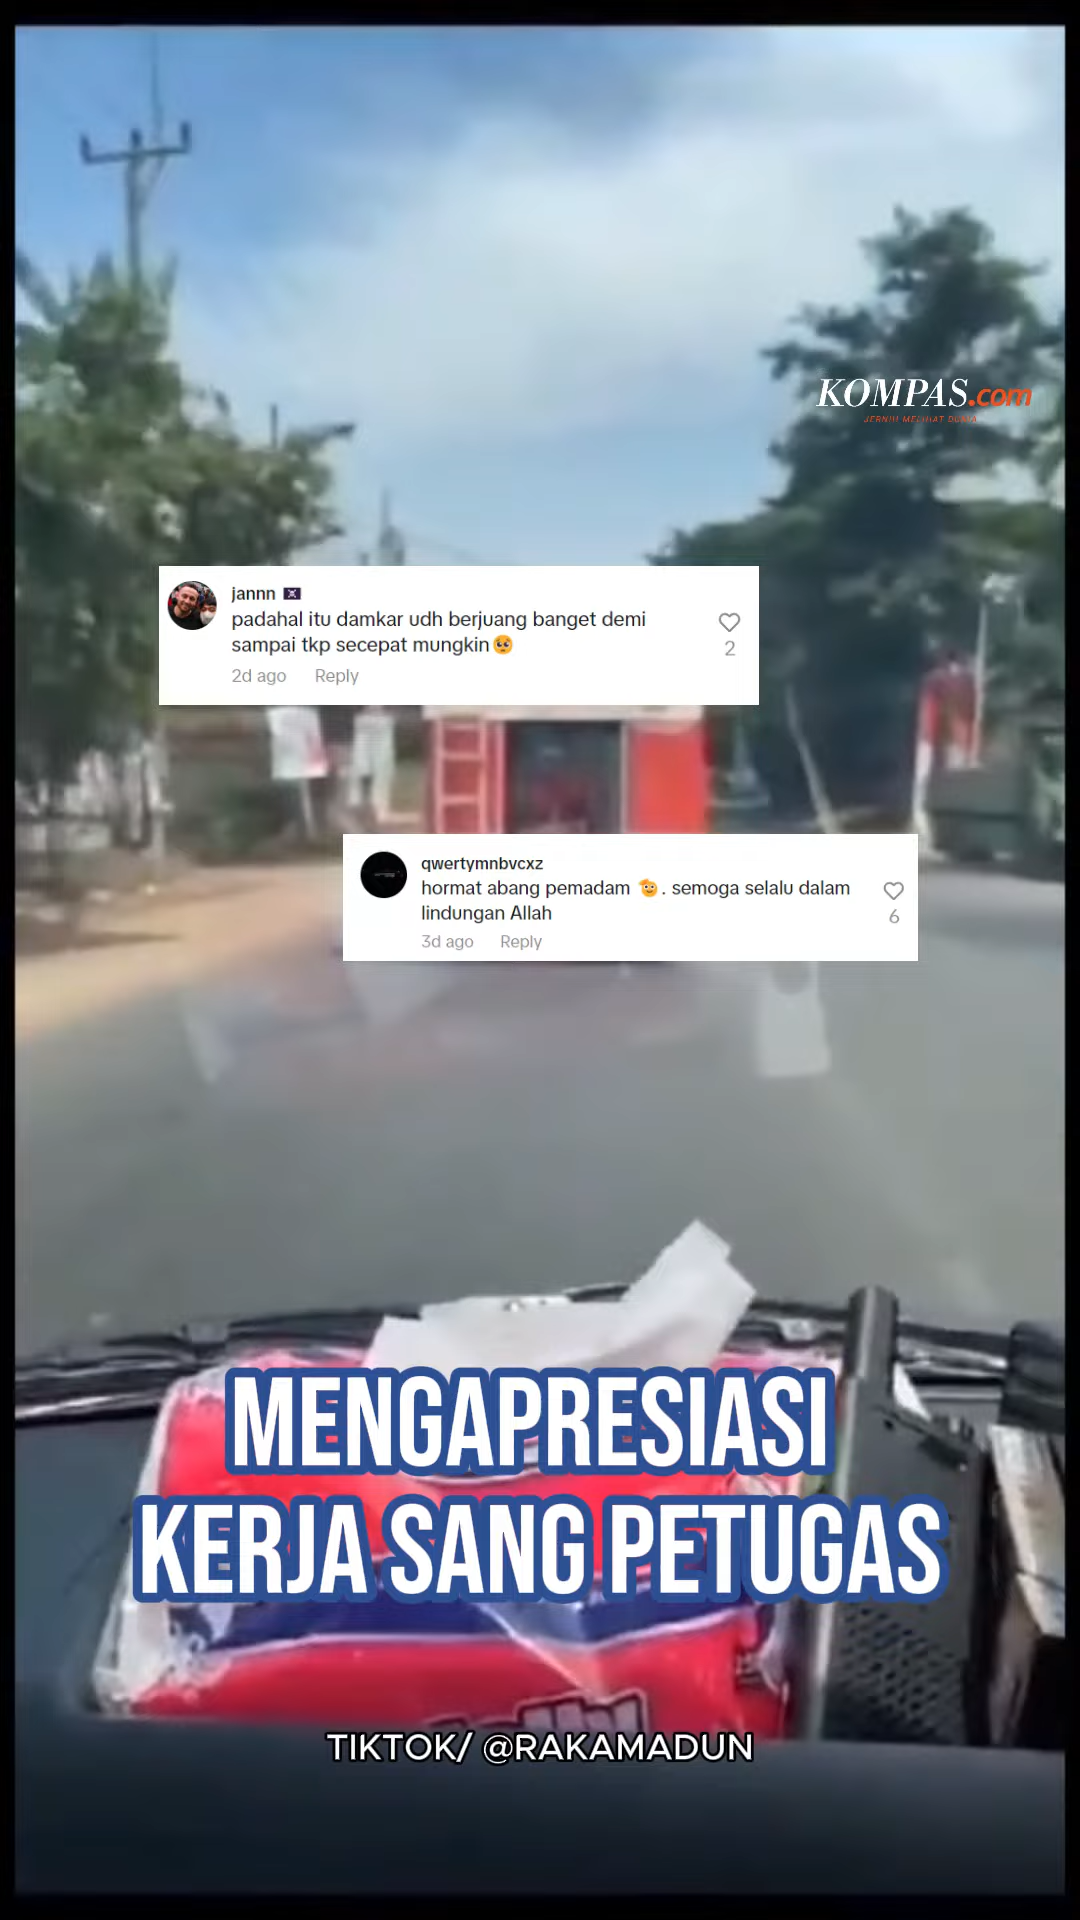 KOMPAS.com
JERNIH MELIHAT DUNIA
jannn
padahal itu damkar udh berjuang banget demi
sampai tkp secepat mungkin🥺
2
2d ago Reply
qwertymnbvcxz
hormat abang pemadam 🫡. semoga selalu dalam
lindungan Allah
6
3d ago Reply
MENGAPRESIASI
KERJA SANG PETUGAS
TIKTOK/ @RAKAMADUN